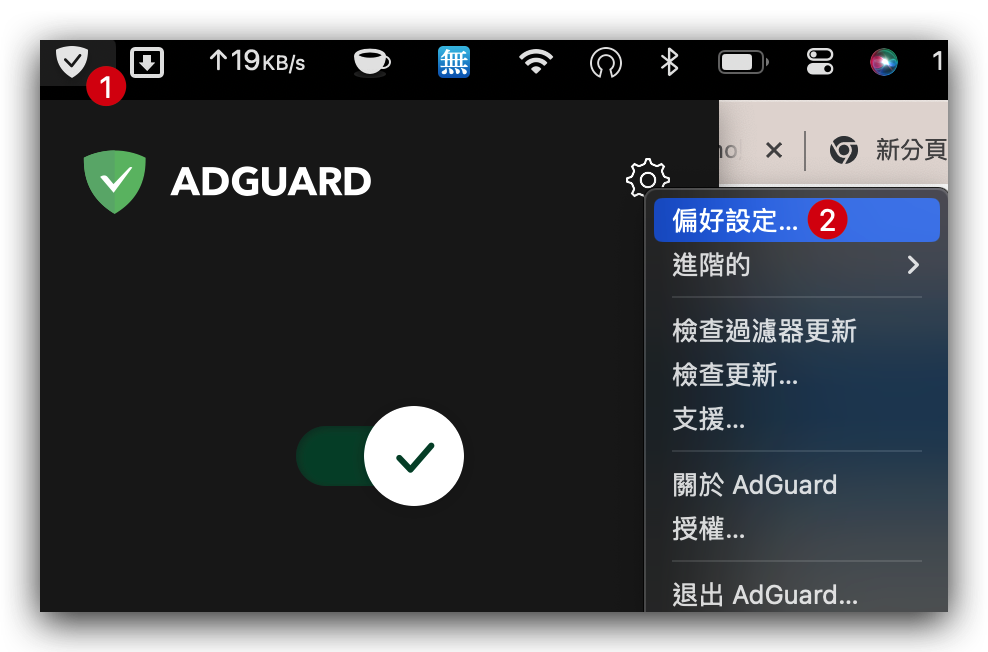 ↑19KB/s
無
1
1
ADGUARD
新分頁
偏好設定...
2
進階的
檢查過濾器更新
檢查更新...
支援...
關於 AdGuard
授權...
退出 AdGuard...